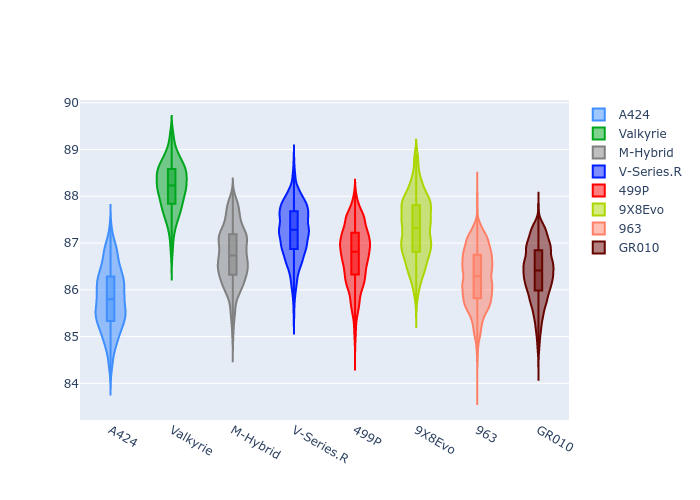 90
89
88
87
86
85
84
A424
Valkyrie
M-Hybrid
V-Series.R
499P
9X8Evo
963
GR010
A424
Valkyrie
M-Hybrid
V-Series.R
499P
9X8Evo
963
GR010